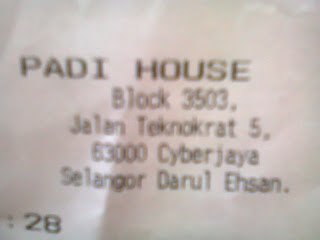 PADI HOUSE
Block 3503,
Jalan Teknokrat 5,
63000 Cyberjaya
Selangor Darul Ehsan.
:28